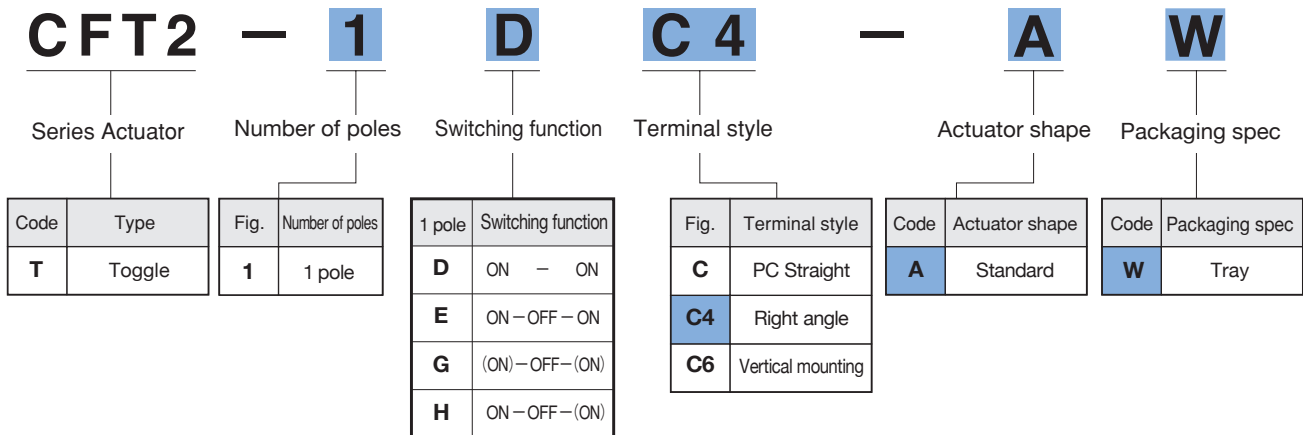 CFT2 — 1 D C4 — A W
Series Actuator Number of poles Switching function Terminal style Actuator shape Packaging spec
Code Type
T Toggle
Fig. Number of poles
1 1 pole
1 pole Switching function
D ON — ON
E ON－OFF－ON
G (ON)－OFF－(ON)
H ON－OFF－(ON)
Fig. Terminal style
C PC Straight
C4 Right angle
C6 Vertical mounting
Code Actuator shape
A Standard
Code Packaging spec
W Tray